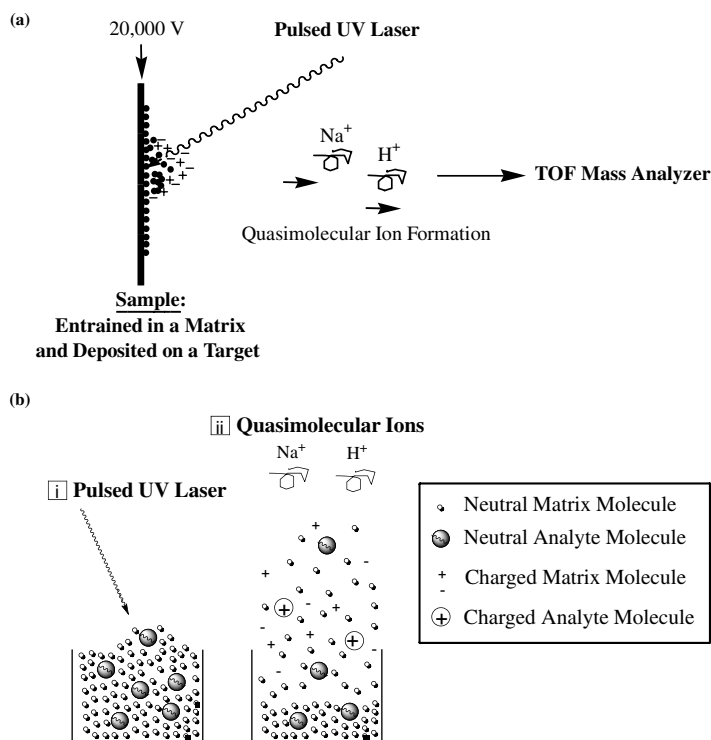 (a)
20,000 V
Pulsed UV Laser
Na+
H+
TOF Mass Analyzer
Quasimolecular Ion Formation
Sample:
Entrained in a Matrix
and Deposited on a Target
(b)
ii Quasimolecular Ions
Na+ H+
i Pulsed UV Laser
Neutral Matrix Molecule
Neutral Analyte Molecule
+
- Charged Matrix Molecule
+ Charged Analyte Molecule